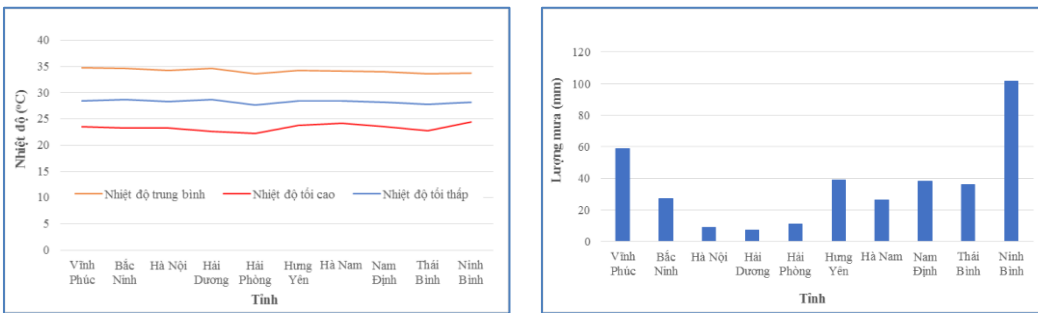 40
35
30
25
20
15
10
5
0
Nhiệt độ (°C)
Nhiệt độ trung bình Nhiệt độ tối cao Nhiệt độ tối thấp
Vĩnh Bắc Hà Nội Hải Hải Hưng Hà Nam Nam Thái Ninh
Phúc Ninh Dương Phòng Yên Định Bình Bình
Tỉnh
120
100
80
60
40
20
0
Lượng mưa (mm)
Vĩnh Bắc Hà Nội Hải Hải Hưng Hà Nam Nam Thái Ninh
Phúc Ninh Dương Phòng Yên Định Bình Bình
Tỉnh